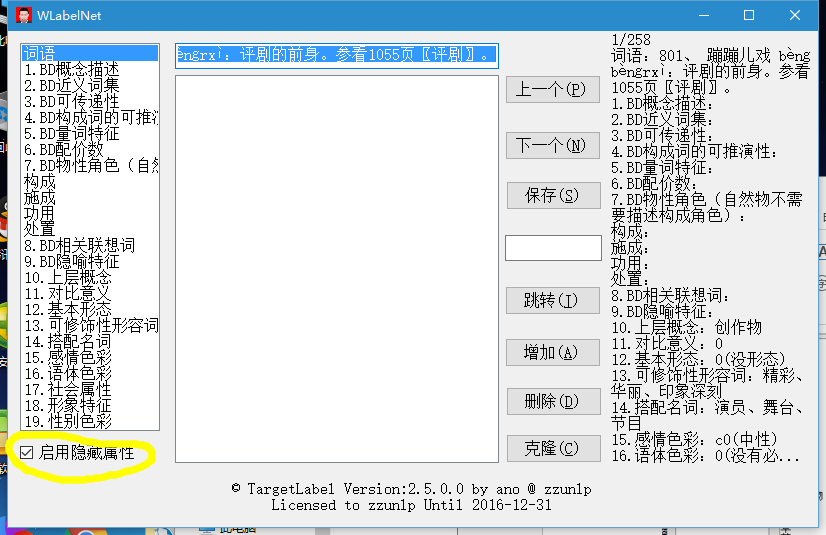 WLabelNet
词语
1.BD概念描述
2.BD近义词集
3.BD可传递性
4.BD构成词的可推演
5.BD量词特征
6.BD配价数
7.BD物性角色（自然
构成
施成
功用
处置
8.BD相关联想词
9.BD隐喻特征
10.上层概念
11.对比意义
12.基本形态
13.可修饰性形容词
14.搭配名词
15.感情色彩
16.语体色彩
17.社会属性
18.形象特征
19.性别色彩
启用隐藏属性
èngrxì：评剧的前身。参看1055页〖评剧〗。
上一个(P)
下一个(N)
保存(S)
跳转(I)
增加(A)
删除(D)
克隆(C)
1/258
词语：801、 蹦蹦儿戏 bèng
bèngrxì：评剧的前身。参看
1055页〖评剧〗。
1.BD概念描述：
2.BD近义词集：
3.BD可传递性：
4.BD构成词的可推演性：
5.BD量词特征：
6.BD配价数：
7.BD物性角色（自然物不需
要描述构成角色）：
构成：
施成：
功用：
处置：
8.BD相关联想词：
9.BD隐喻特征：
10.上层概念：创作物
11.对比意义：0
12.基本形态：0(没形态)
13.可修饰性形容词：精彩、
华丽、印象深刻
14.搭配名词：演员、舞台、
节目
15.感情色彩：c0(中性)
16.语体色彩：0(没有必...
© TargetLabel Version:2.5.0.0 by ano @ zzunlp
Licensed to zzunlp Until 2016-12-31
此电脑